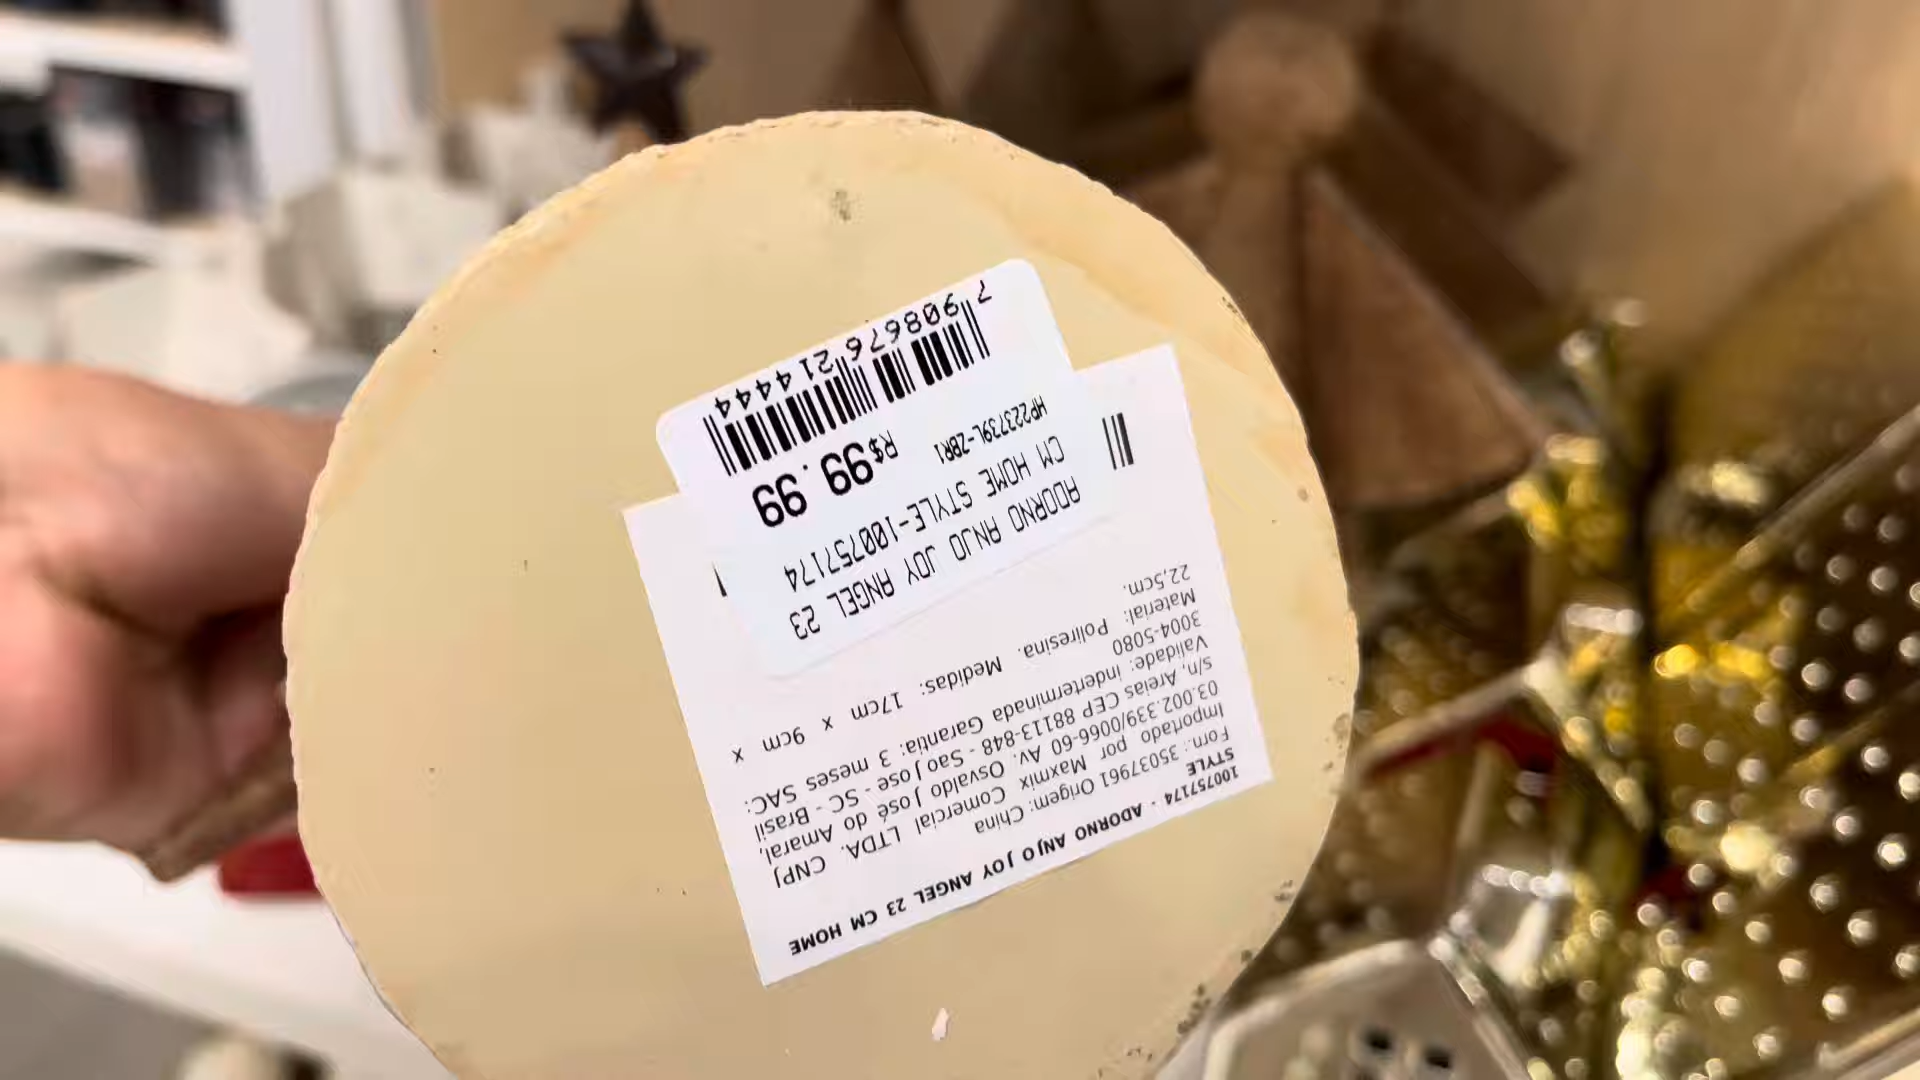 ADORNO ANJO JOY ANGEL 23
CM HOME STYLE-100757174
HP223739L-2BR1
R$99.99
7 908676 214444
100757174 - ADORNO ANJO JOY ANGEL 23 CM HOME
STYLE
Forn.: 35037961 Origem: China
Importado por Maxmix Comercial LTDA. CNPJ
03.002.339/0066-60 Av. Osvaldo José do Amaral,
s/n, Areias CEP 88113-848 - Sao Jose - SC - Brasil
Validade: Inderterminada Garantia: 3 meses SAC:
3004-5080
Material: Poliresina. Medidas: 17cm x 9cm x
22,5cm.